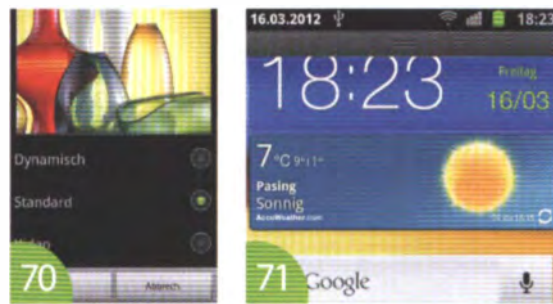 Dynamisch
Standard
70
Abbrech.
16.03.2012 18:23
18:23
Freitag
16/03
7°C 9°/1°
Pasing
Sonnig
AccuWeather.com
71
Google